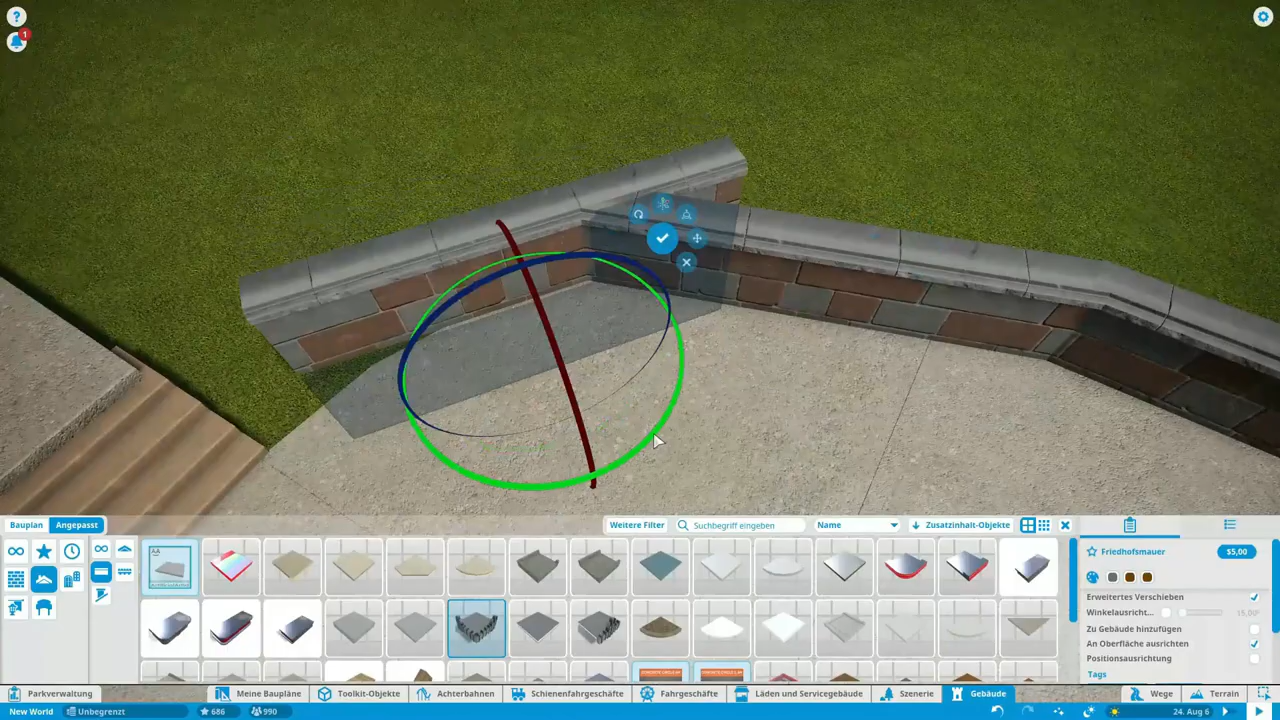 ?
1
Bauplan Angepasst Weitere Filter Suchbegriff eingeben Name Zusatzinhalt-Objekte
Friedhofsmauer $5,00
Erweitertes Verschieben
Winkelausricht... 15,00°
Zu Gebäude hinzufügen
An Oberfläche ausrichten
Positionsausrichtung
Tags
Parkverwaltung Meine Baupläne Toolkit-Objekte Achterbahnen Schienenfahrgeschäfte Fahrgeschäfte Läden und Servicegebäude Szenerie Gebäude Wege Terrain
New World Unbegrenzt 686 990 24. Aug 6